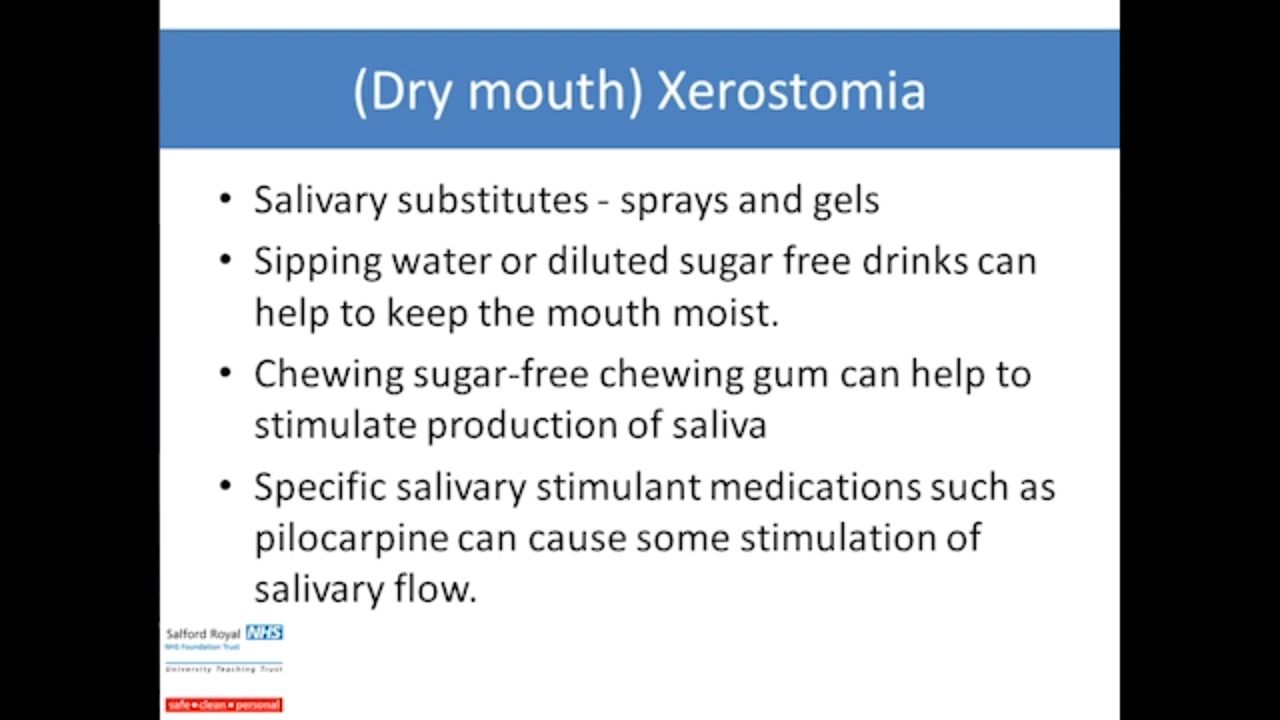 (Dry mouth) Xerostomia
• Salivary substitutes - sprays and gels
• Sipping water or diluted sugar free drinks can
help to keep the mouth moist.
• Chewing sugar-free chewing gum can help to
stimulate production of saliva
• Specific salivary stimulant medications such as
pilocarpine can cause some stimulation of
salivary flow.
Salford Royal NHS
NHS Foundation Trust
University Teaching Trust
safe • clean • personal